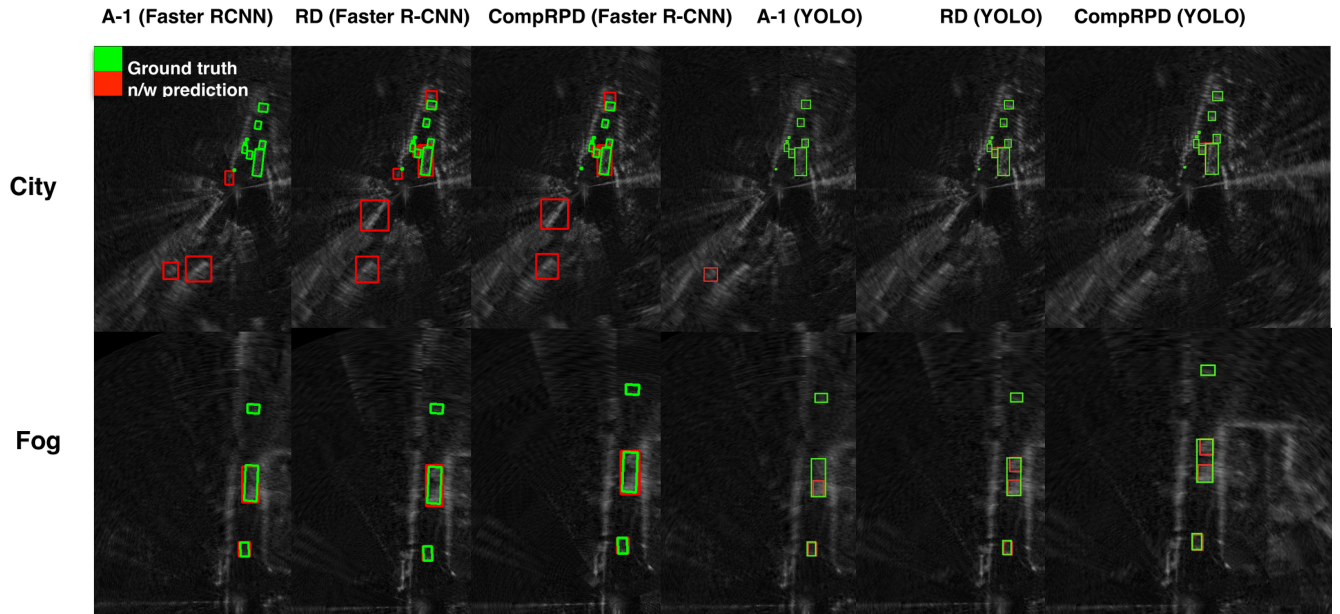 A-1 (Faster RCNN) RD (Faster R-CNN) CompRPD (Faster R-CNN) A-1 (YOLO) RD (YOLO) CompRPD (YOLO)
Ground truth
n/w prediction
City
Fog